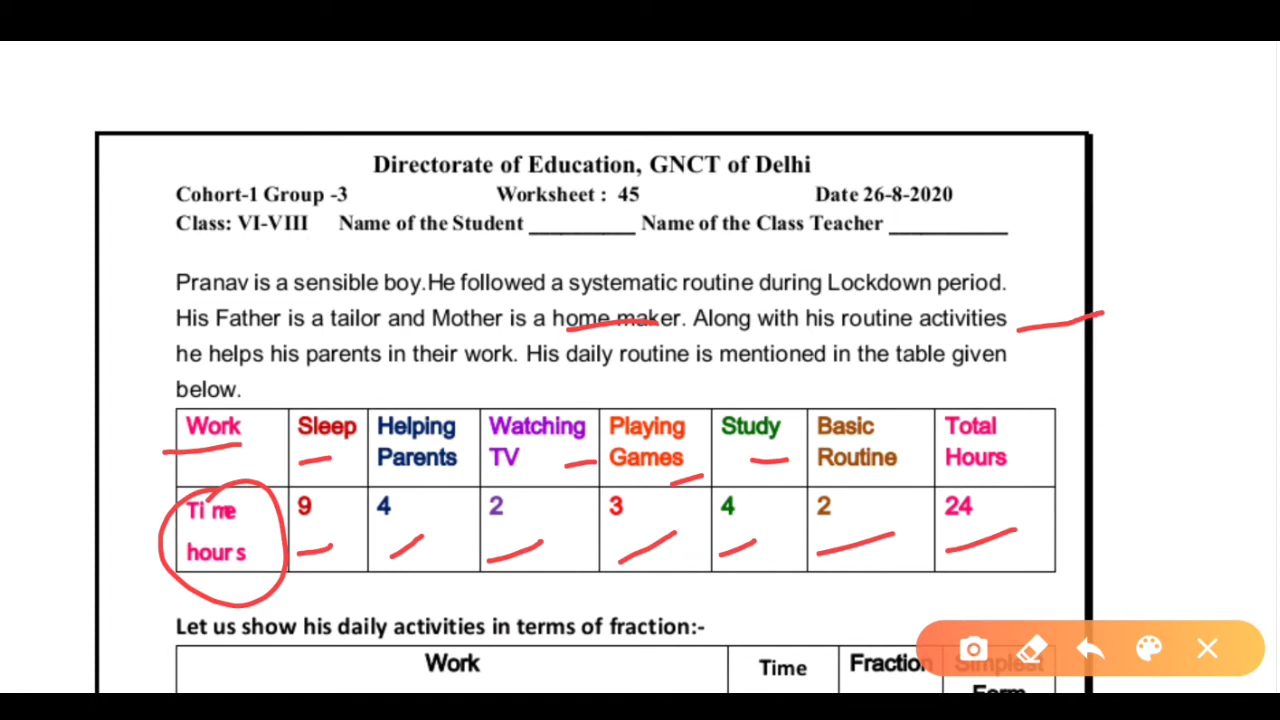 Directorate of Education, GNCT of Delhi
Cohort-1 Group -3 Worksheet : 45 Date 26-8-2020
Class: VI-VIII Name of the Student _________ Name of the Class Teacher __________
Pranav is a sensible boy.He followed a systematic routine during Lockdown period.
His Father is a tailor and Mother is a home maker. Along with his routine activities
he helps his parents in their work. His daily routine is mentioned in the table given
below.
Work Sleep Helping Parents Watching TV Playing Games Study Basic Routine Total Hours
Time hours 9 4 2 3 4 2 24
Let us show his daily activities in terms of fraction:-
Work Time Fraction Simplest Form